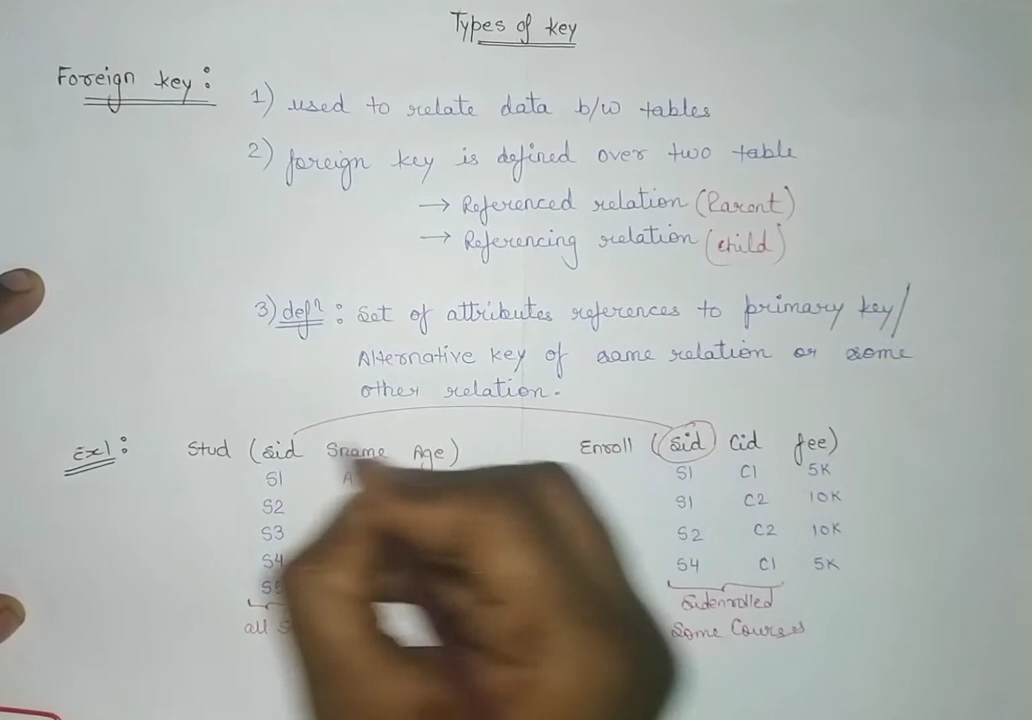 Types of key
Foreign key :
1) used to relate data b/w tables
2) foreign key is defined over two table
→ Referenced relation (Parent)
→ Referencing relation (child)
3) defⁿ : set of attributes references to primary key/
Alternative key of same relation or some
other relation.
Ex1 : Stud (sid Sname Age) Enroll (sid Cid fee)
S1 A S1 C1 5K
S2 S1 C2 10K
S3 S2 C2 10K
S4 S4 C1 5K
all Sidenrolled
Some Courses